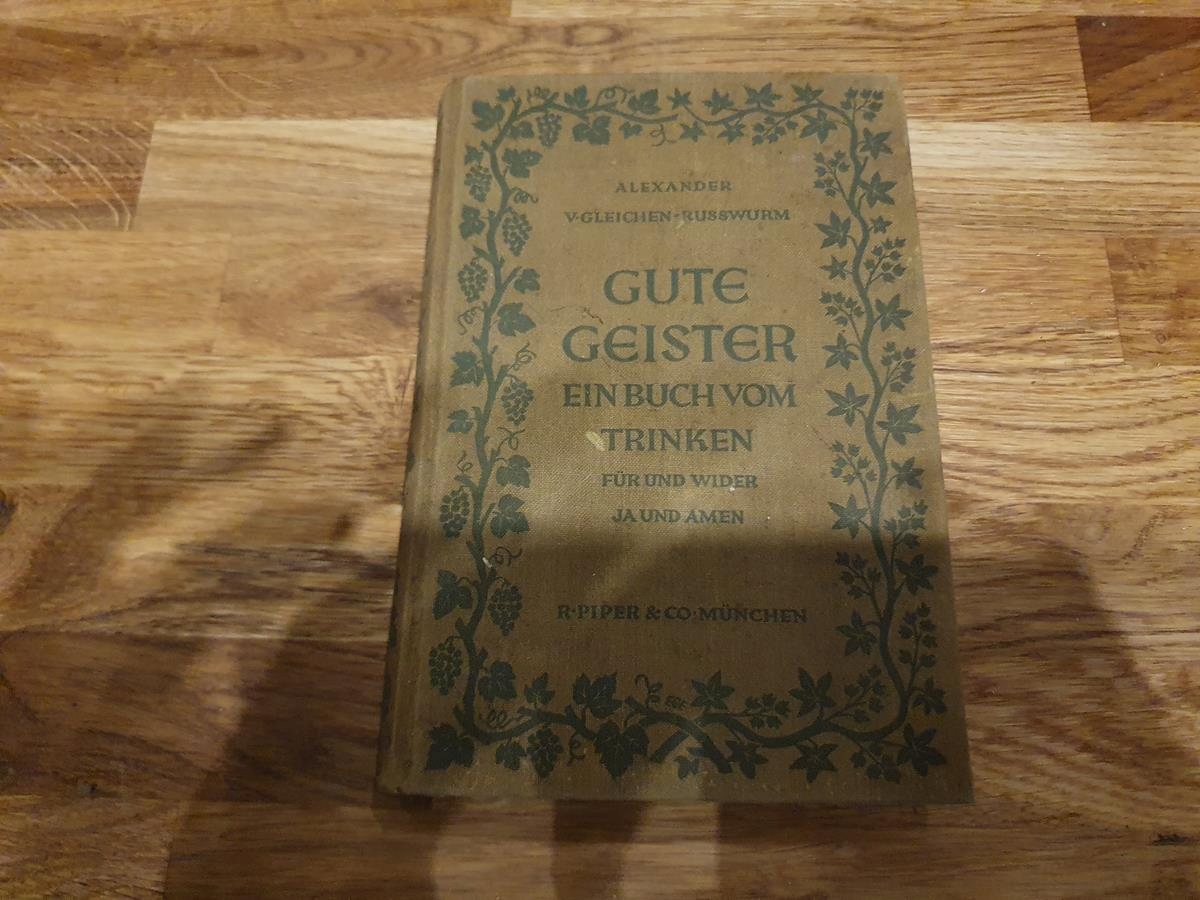 ALEXANDER
V·GLEICHEN-RUSSWURM
GUTE
GEISTER
EIN BUCH VOM
TRINKEN
FÜR UND WIDER
JA UND AMEN
R·PIPER & CO·MÜNCHEN